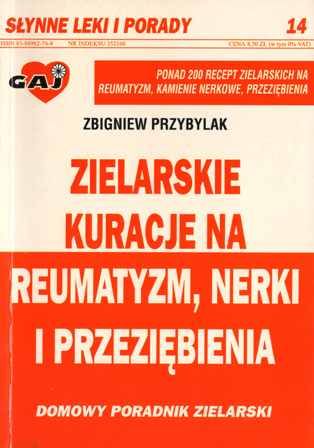 SŁYNNE LEKI I PORADY 14
GAJ
PONAD 200 RECEPT ZIELARSKICH NA
REUMATYZM, KAMIENIE NERKOWE, PRZEZIĘBIENIA
ZBIGNIEW PRZYBYLAK
ZIELARSKIE
KURACJE NA
REUMATYZM, NERKI
I PRZEZIĘBIENIA
DOMOWY PORADNIK ZIELARSKI